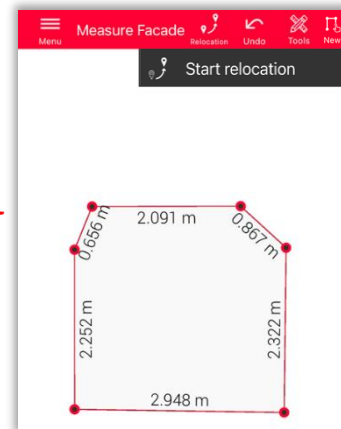 Measure Facade
Menu Relocation Undo Tools New
Start relocation
2.091 m
0.656 m
0.867 m
2.252 m
2.322 m
2.948 m